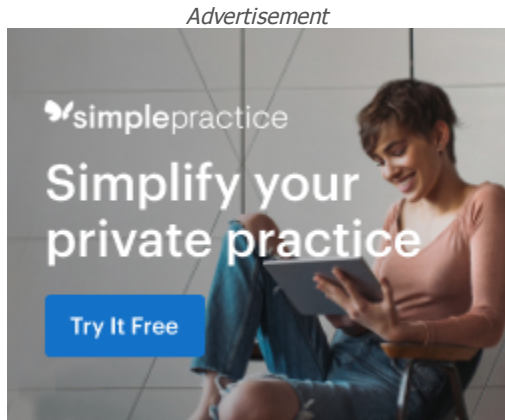 Advertisement
simplepractice
Simplify your
private practice
Try It Free